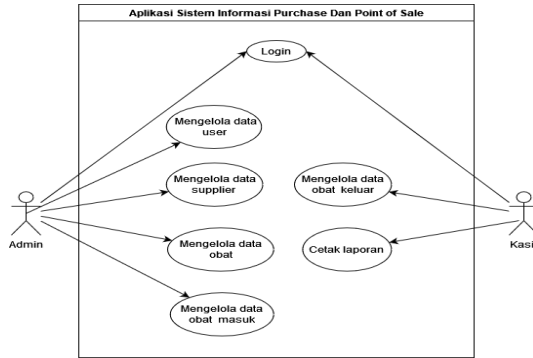 Aplikasi Sistem Informasi Purchase Dan Point of Sale
Login
Mengelola data
user
Mengelola data
supplier
Mengelola data
obat keluar
Admin
Kasi
Mengelola data
obat
Cetak laporan
Mengelola data
obat masuk